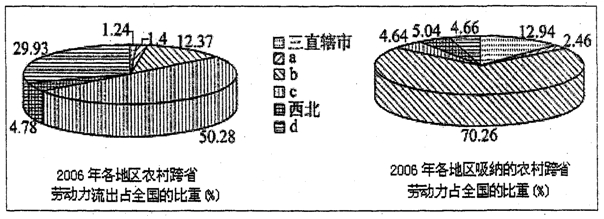 1.24
1.4
12.37
29.93
4.78
50.28
2006 年各地区农村跨省
劳动力流出占全国的比重(%)
三直辖市
a
b
c
西北
d
4.64
5.04
4.66
12.94
2.46
70.26
2006 年各地区吸纳的农村跨省
劳动力占全国的比重(%)